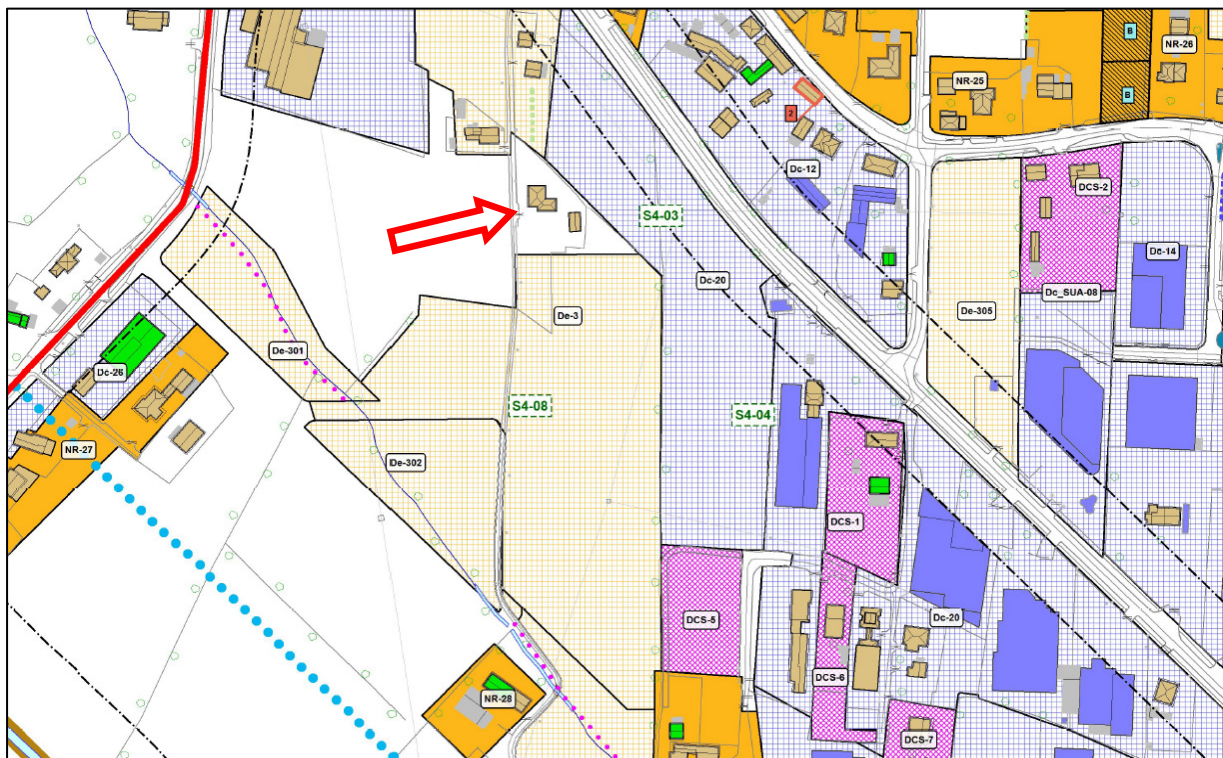 NR-26
B
NR-25
B
2
Dc-12
DCS-2
S4-03
Dc-14
Dc-20
Dc_SUA-08
De-3
De-305
De-301
Dc-26
S4-08
S4-04
NR-27
De-302
DCS-1
DCS-5
Dc-20
DCS-6
NR-28
DCS-7